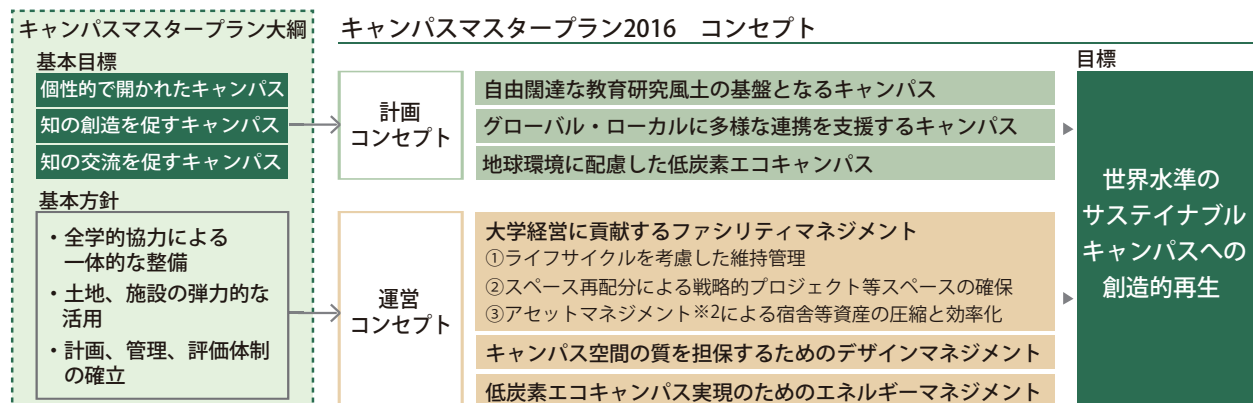 キャンパスマスタープラン大綱
基本目標
個性的で開かれたキャンパス
知の創造を促すキャンパス
知の交流を促すキャンパス
基本方針
・全学的協力による
一体的な整備
・土地、施設の弾力的な
活用
・計画、管理、評価体制
の確立
キャンパスマスタープラン2016　コンセプト
計画
コンセプト
自由闊達な教育研究風土の基盤となるキャンパス
グローバル・ローカルに多様な連携を支援するキャンパス
地球環境に配慮した低炭素エコキャンパス
運営
コンセプト
大学経営に貢献するファシリティマネジメント
①ライフサイクルを考慮した維持管理
②スペース再配分による戦略的プロジェクト等スペースの確保
③アセットマネジメント※2による宿舎等資産の圧縮と効率化
キャンパス空間の質を担保するためのデザインマネジメント
低炭素エコキャンパス実現のためのエネルギーマネジメント
目標
世界水準の
サステイナブル
キャンパスへの
創造的再生